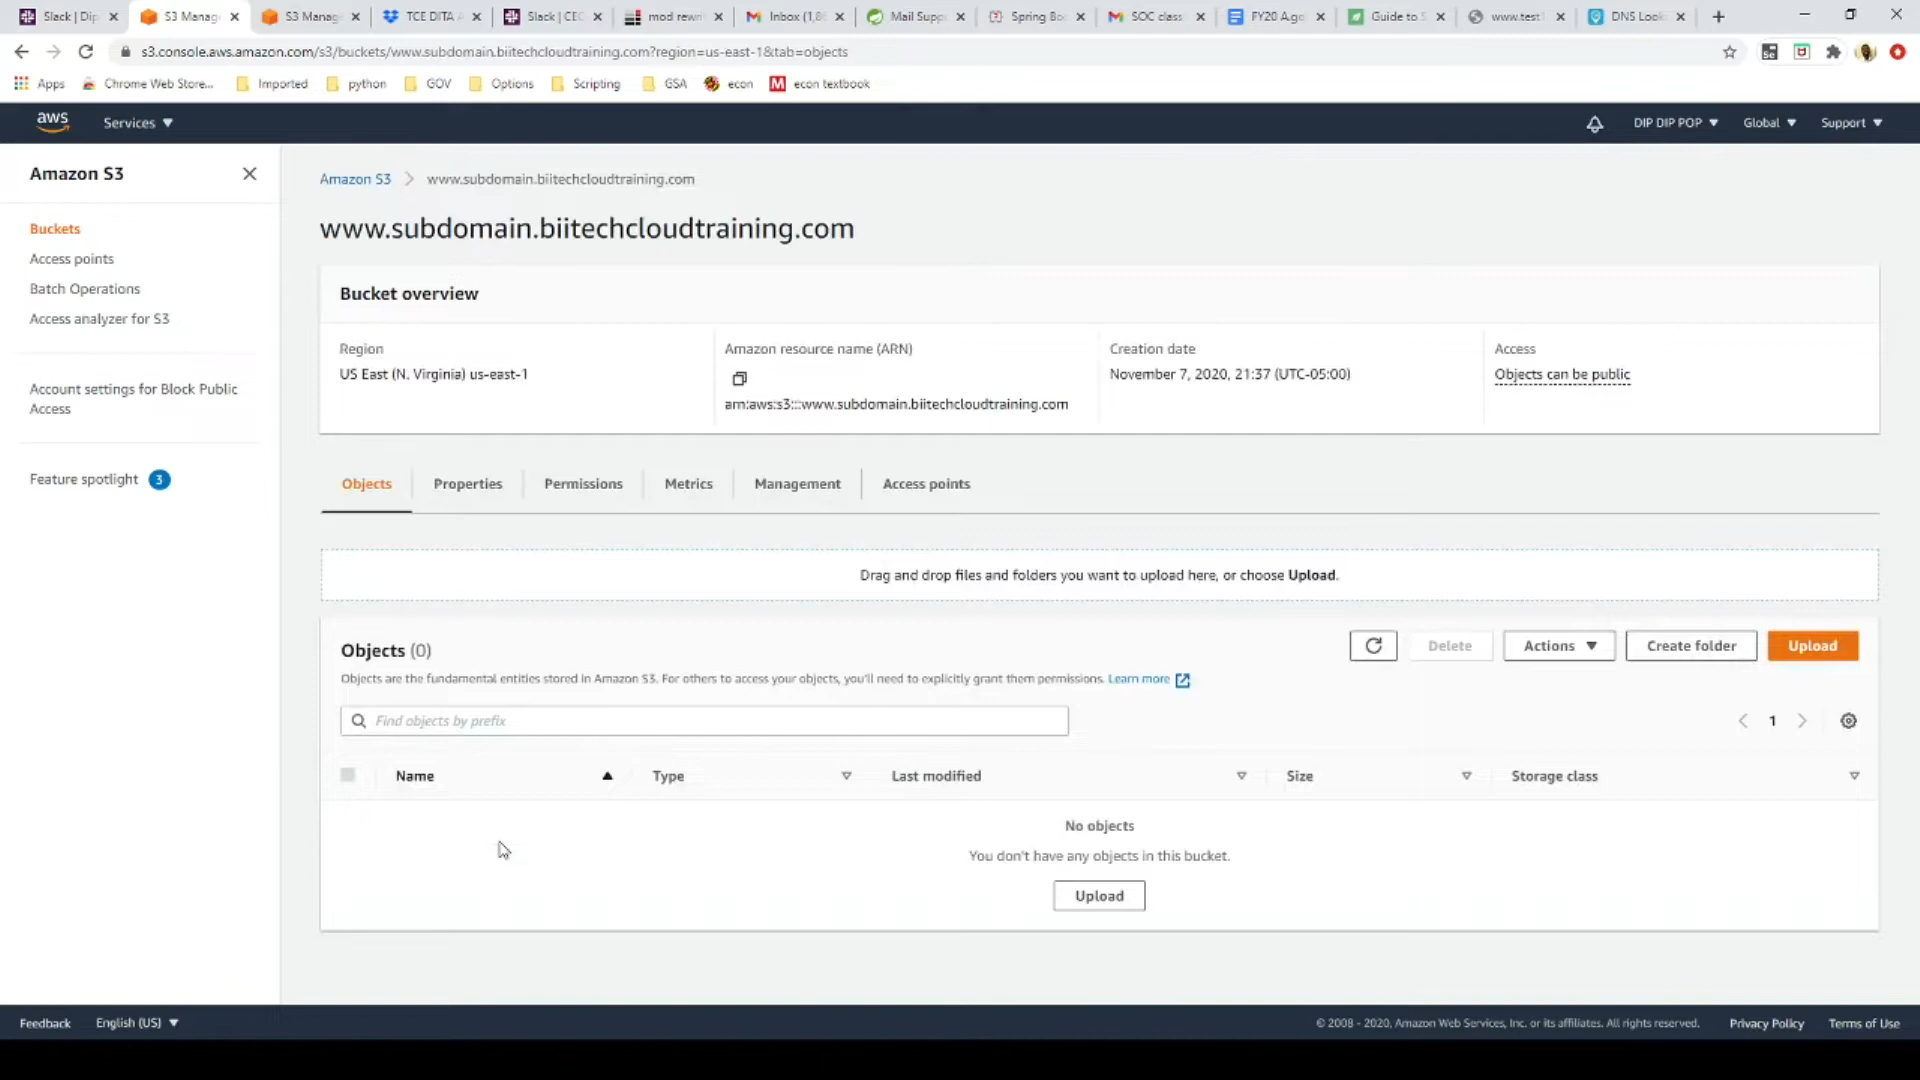 Slack | Dip
S3 Manag
S3 Manag
TCE DITA
Slack | CEC
mod rewri
Inbox (1,8
Mail Supp
Spring Bo
SOC class
FY20 Ago
Guide to S
www.test
DNS Look
s3.console.aws.amazon.com/s3/buckets/www.subdomain.biitechcloudtraining.com?region=us-east-1&tab=objects
Apps
Chrome Web Store...
Imported
python
GOV
Options
Scripting
GSA
econ
econ textbook
aws
Services
DIP DIP POP
Global
Support
Amazon S3
Buckets
Access points
Batch Operations
Access analyzer for S3
Account settings for Block Public
Access
Feature spotlight 3
Amazon S3 > www.subdomain.biitechcloudtraining.com
www.subdomain.biitechcloudtraining.com
Bucket overview
Region
US East (N. Virginia) us-east-1
Amazon resource name (ARN)
arn:aws:s3:::www.subdomain.biitechcloudtraining.com
Creation date
November 7, 2020, 21:37 (UTC-05:00)
Access
Objects can be public
Objects
Properties
Permissions
Metrics
Management
Access points
Drag and drop files and folders you want to upload here, or choose Upload.
Objects (0)
Delete
Actions
Create folder
Upload
Objects are the fundamental entities stored in Amazon S3. For others to access your objects, you'll need to explicitly grant them permissions. Learn more
Find objects by prefix
1
Name
Type
Last modified
Size
Storage class
No objects
You don't have any objects in this bucket.
Upload
Feedback
English (US)
© 2008 - 2020, Amazon Web Services, Inc. or its affiliates. All rights reserved.
Privacy Policy
Terms of Use